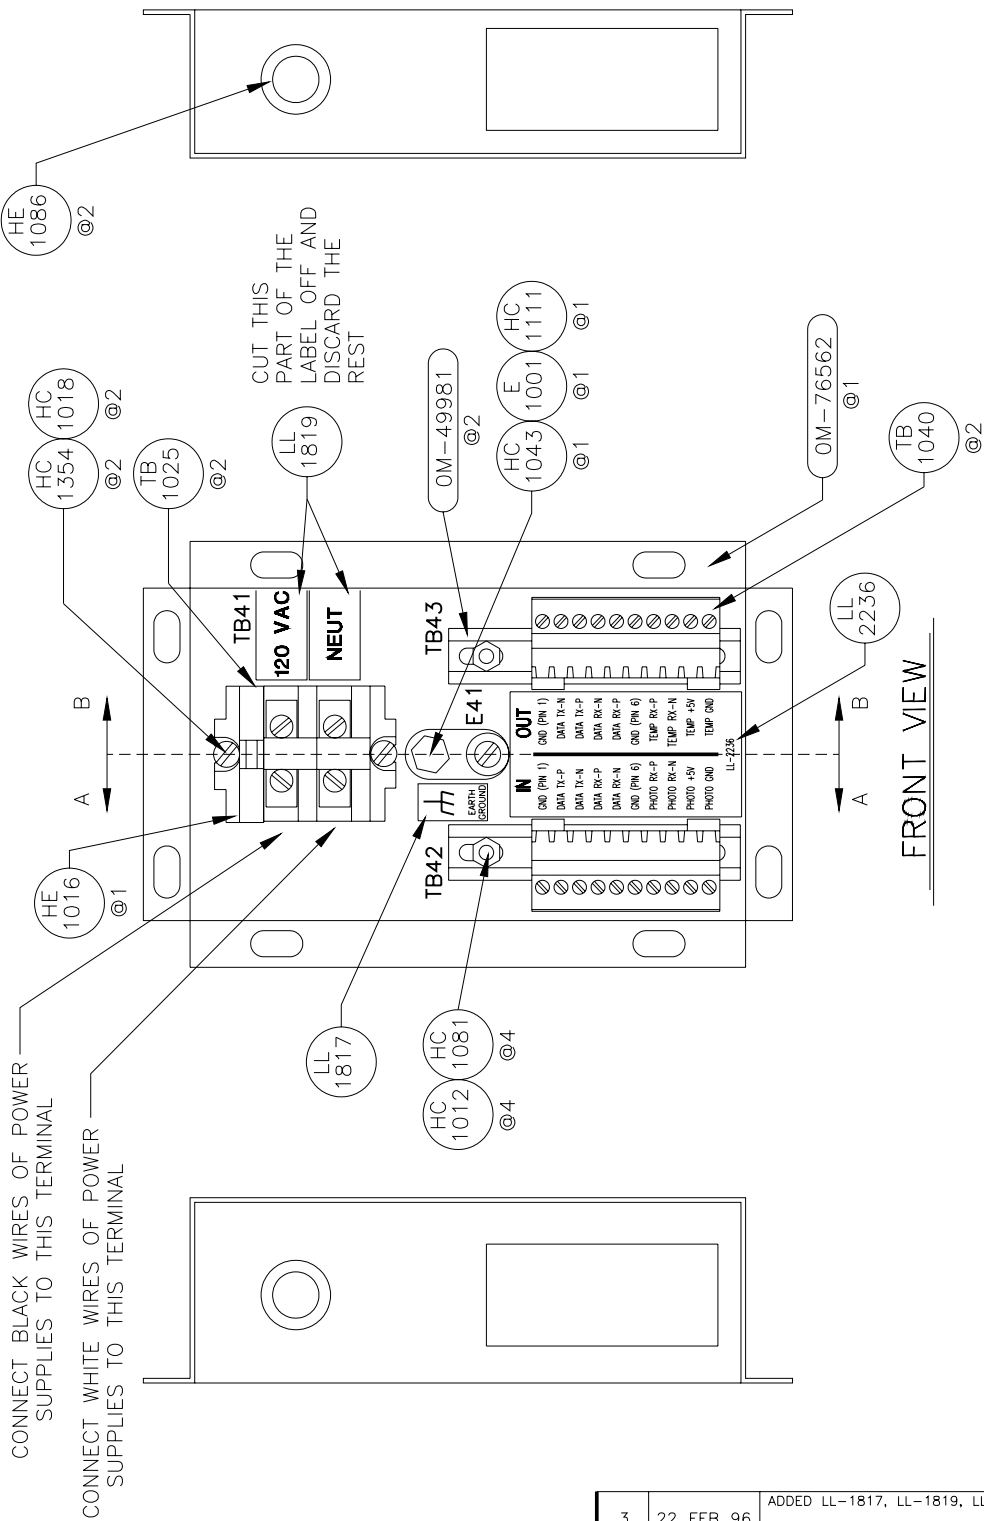 HE
1086
@2
HC
1354
@2
HC
1018
@2
TB
1025
@2
CUT THIS
PART OF THE
LABEL OFF AND
DISCARD THE
REST
LL
1819
0M-49981
@2
HC
1043
@1
E
1001
@1
HC
1111
@1
0M-76562
@1
TB
1040
@2
LL
2236
HE
1016
@1
A
B
TB41
120 VAC
NEUT
E41
EARTH
GROUND
TB42
TB43
IN
GND (PIN 1)
DATA TX-P
DATA TX-N
DATA RX-P
DATA RX-N
GND (PIN 6)
PHOTO RX-P
PHOTO RX-N
PHOTO +5V
PHOTO GND
OUT
GND (PIN 1)
DATA TX-N
DATA TX-P
DATA RX-N
DATA RX-P
GND (PIN 6)
TEMP RX-P
TEMP RX-N
TEMP +5V
TEMP GND
LL-2236
A
B
FRONT VIEW
LL
1817
HC
1012
@4
HC
1081
@4
CONNECT BLACK WIRES OF POWER
SUPPLIES TO THIS TERMINAL
CONNECT WHITE WIRES OF POWER
SUPPLIES TO THIS TERMINAL
3
22 FEB 96
ADDED LL-1817, LL-1819, LL